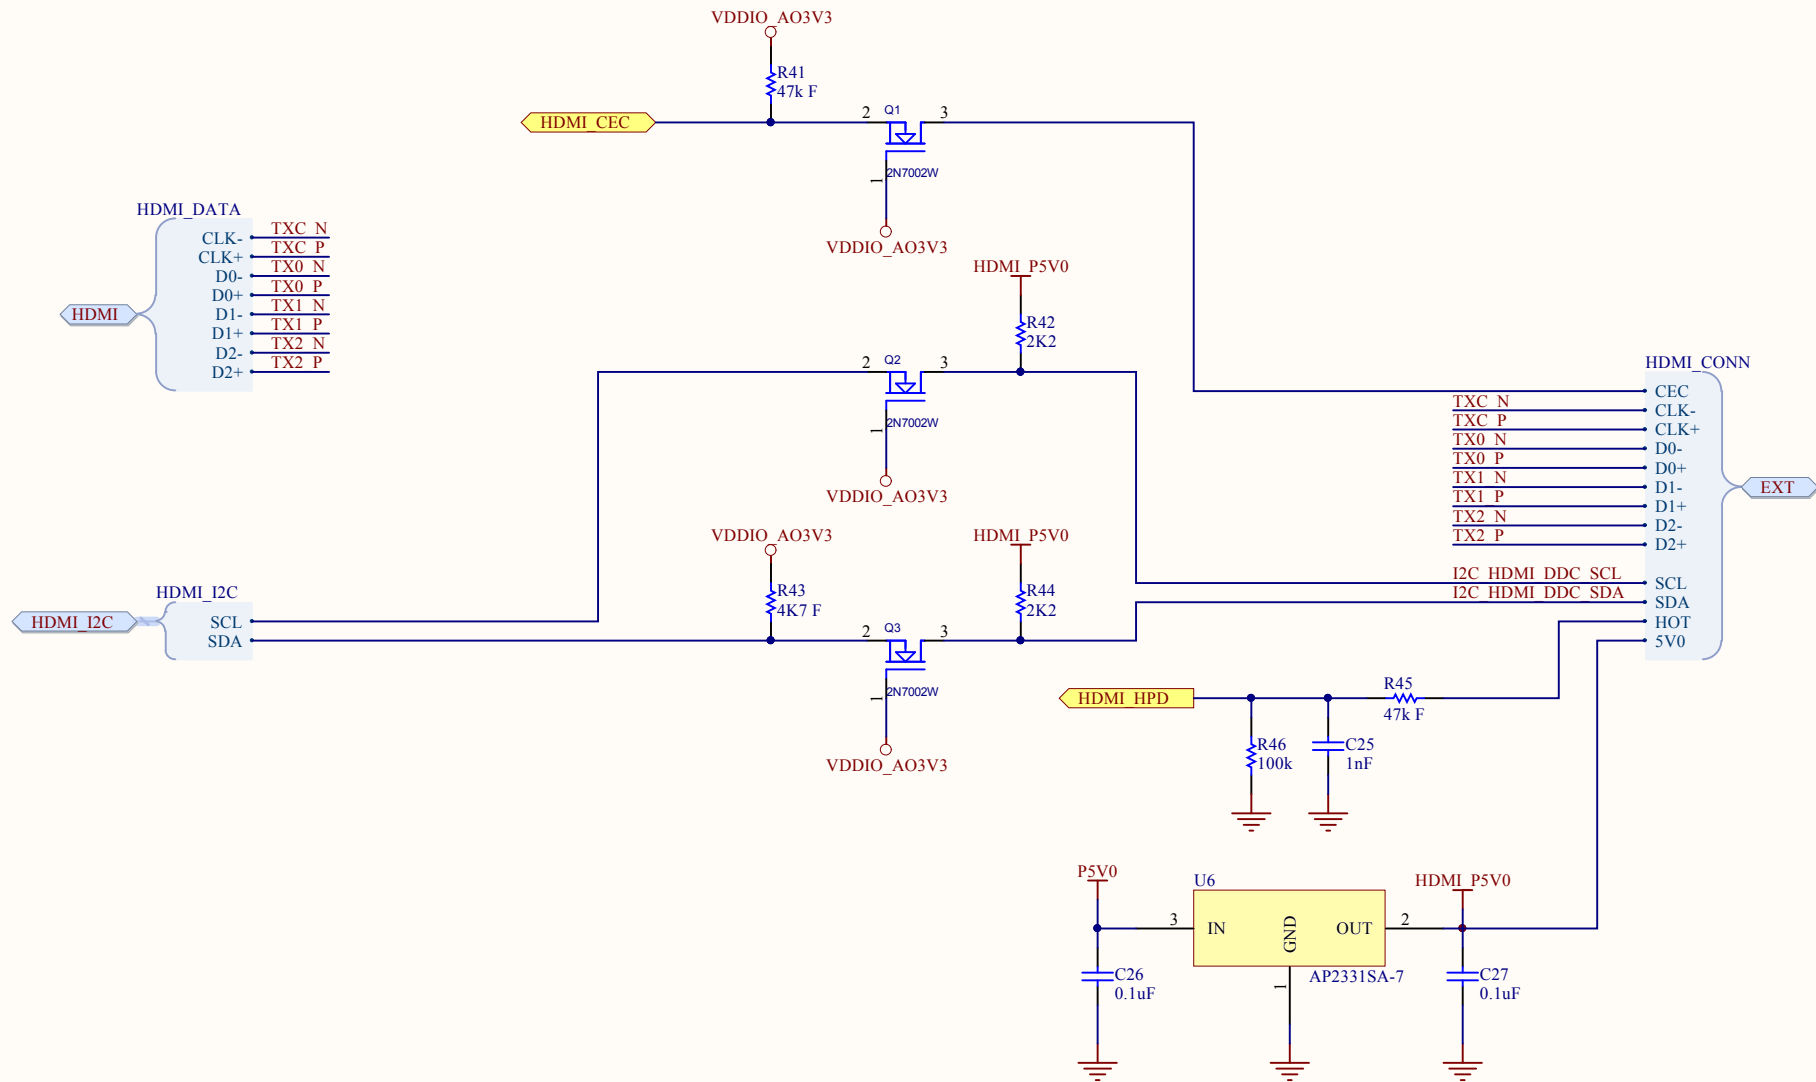 VDDIO_AO3V3
R41
47k F
HDMI_CEC
2
Q1
3
2N7002W
1
VDDIO_AO3V3
HDMI_DATA
CLK- TXC_N
CLK+ TXC_P
D0- TX0_N
D0+ TX0_P
D1- TX1_N
D1+ TX1_P
D2- TX2_N
D2+ TX2_P
HDMI
HDMI_P5V0
R42
2K2
2
Q2
3
2N7002W
1
VDDIO_AO3V3
HDMI_CONN
CEC
TXC_N CLK-
TXC_P CLK+
TX0_N D0-
TX0_P D0+
TX1_N D1-
TX1_P D1+
TX2_N D2-
TX2_P D2+
EXT
I2C_HDMI_DDC_SCL SCL
I2C_HDMI_DDC_SDA SDA
HOT
5V0
VDDIO_AO3V3
R43
4K7 F
HDMI_P5V0
R44
2K2
HDMI_I2C
HDMI_I2C
SCL
SDA
2
Q3
3
2N7002W
1
VDDIO_AO3V3
HDMI_HPD
R45
47k F
R46
100k
C25
1nF
P5V0
U6
HDMI_P5V0
3
IN
GND
OUT
2
1
AP2331SA-7
C26
0.1uF
C27
0.1uF